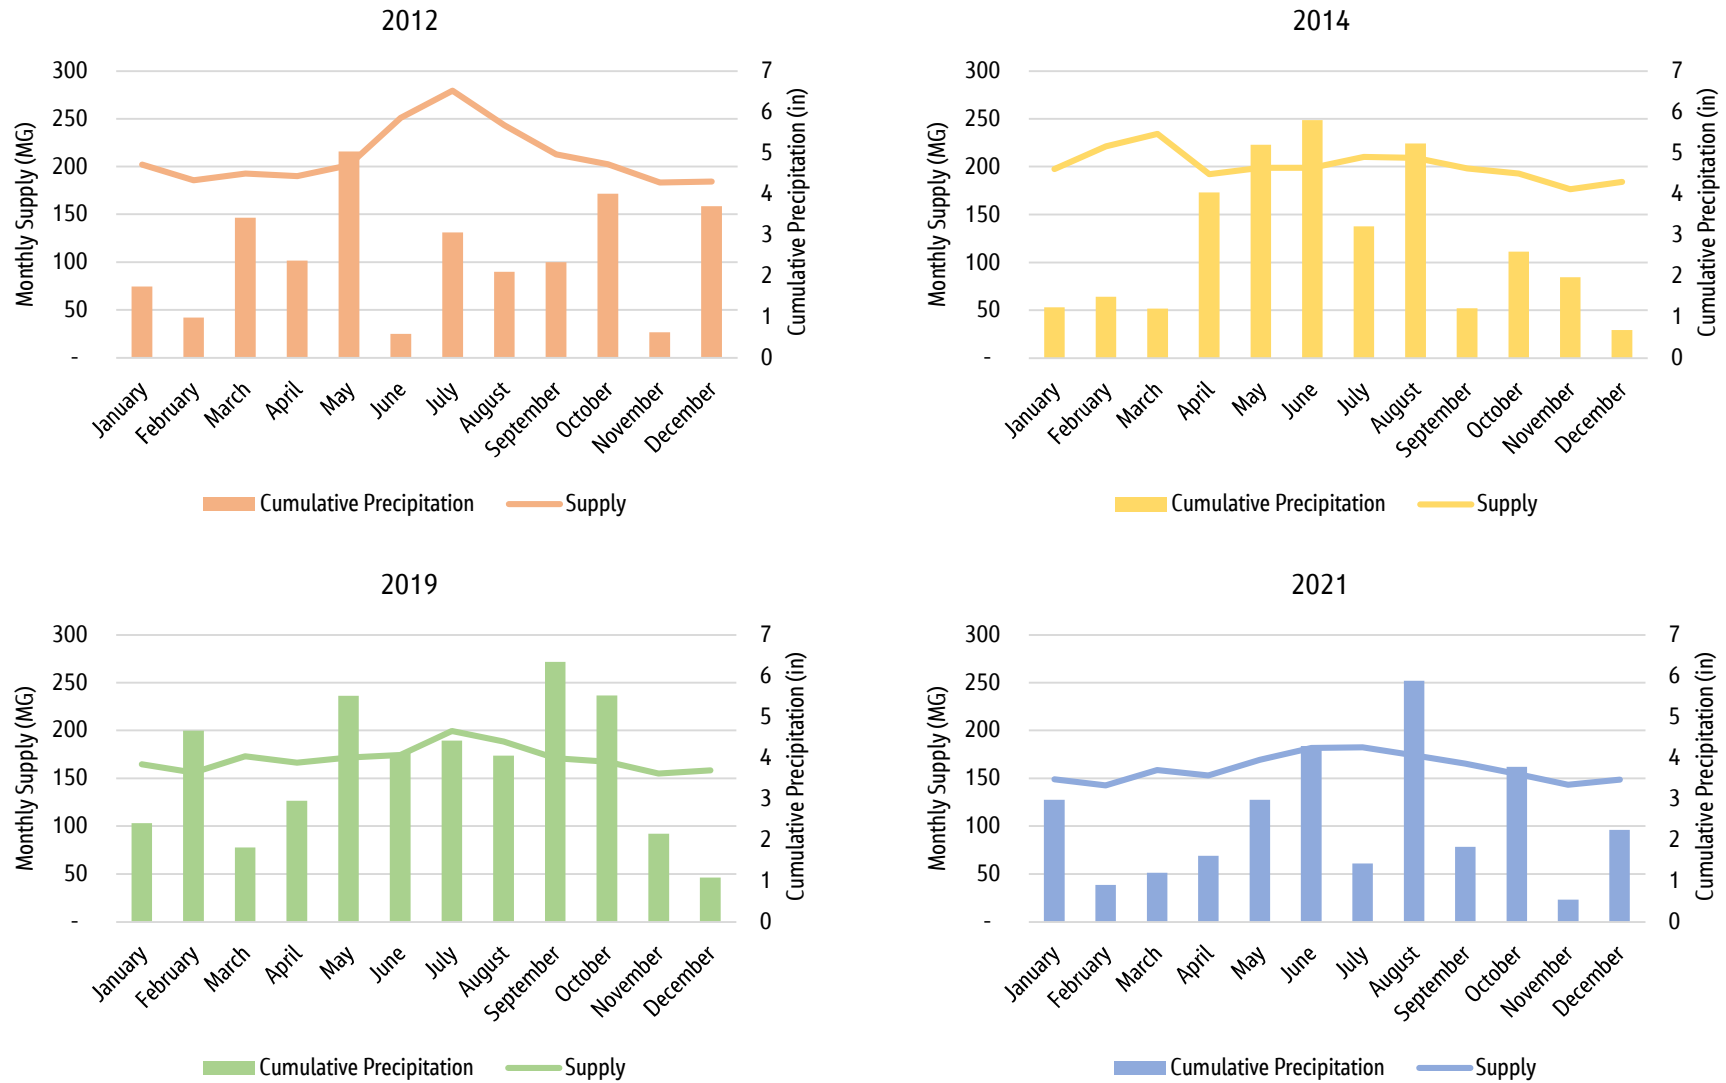 2012
300
250
200
150
100
50
-
Monthly Supply (MG)
7
6
5
4
3
2
1
0
Cumulative Precipitation (in)
January
February
March
April
May
June
July
August
September
October
November
December
Cumulative Precipitation
Supply
2014
300
250
200
150
100
50
-
Monthly Supply (MG)
7
6
5
4
3
2
1
0
Cumulative Precipitation (in)
January
February
March
April
May
June
July
August
September
October
November
December
Cumulative Precipitation
Supply
2019
300
250
200
150
100
50
-
Monthly Supply (MG)
7
6
5
4
3
2
1
0
Cumulative Precipitation (in)
January
February
March
April
May
June
July
August
September
October
November
December
Cumulative Precipitation
Supply
2021
300
250
200
150
100
50
-
Monthly Supply (MG)
7
6
5
4
3
2
1
0
Cumulative Precipitation (in)
January
February
March
April
May
June
July
August
September
October
November
December
Cumulative Precipitation
Supply